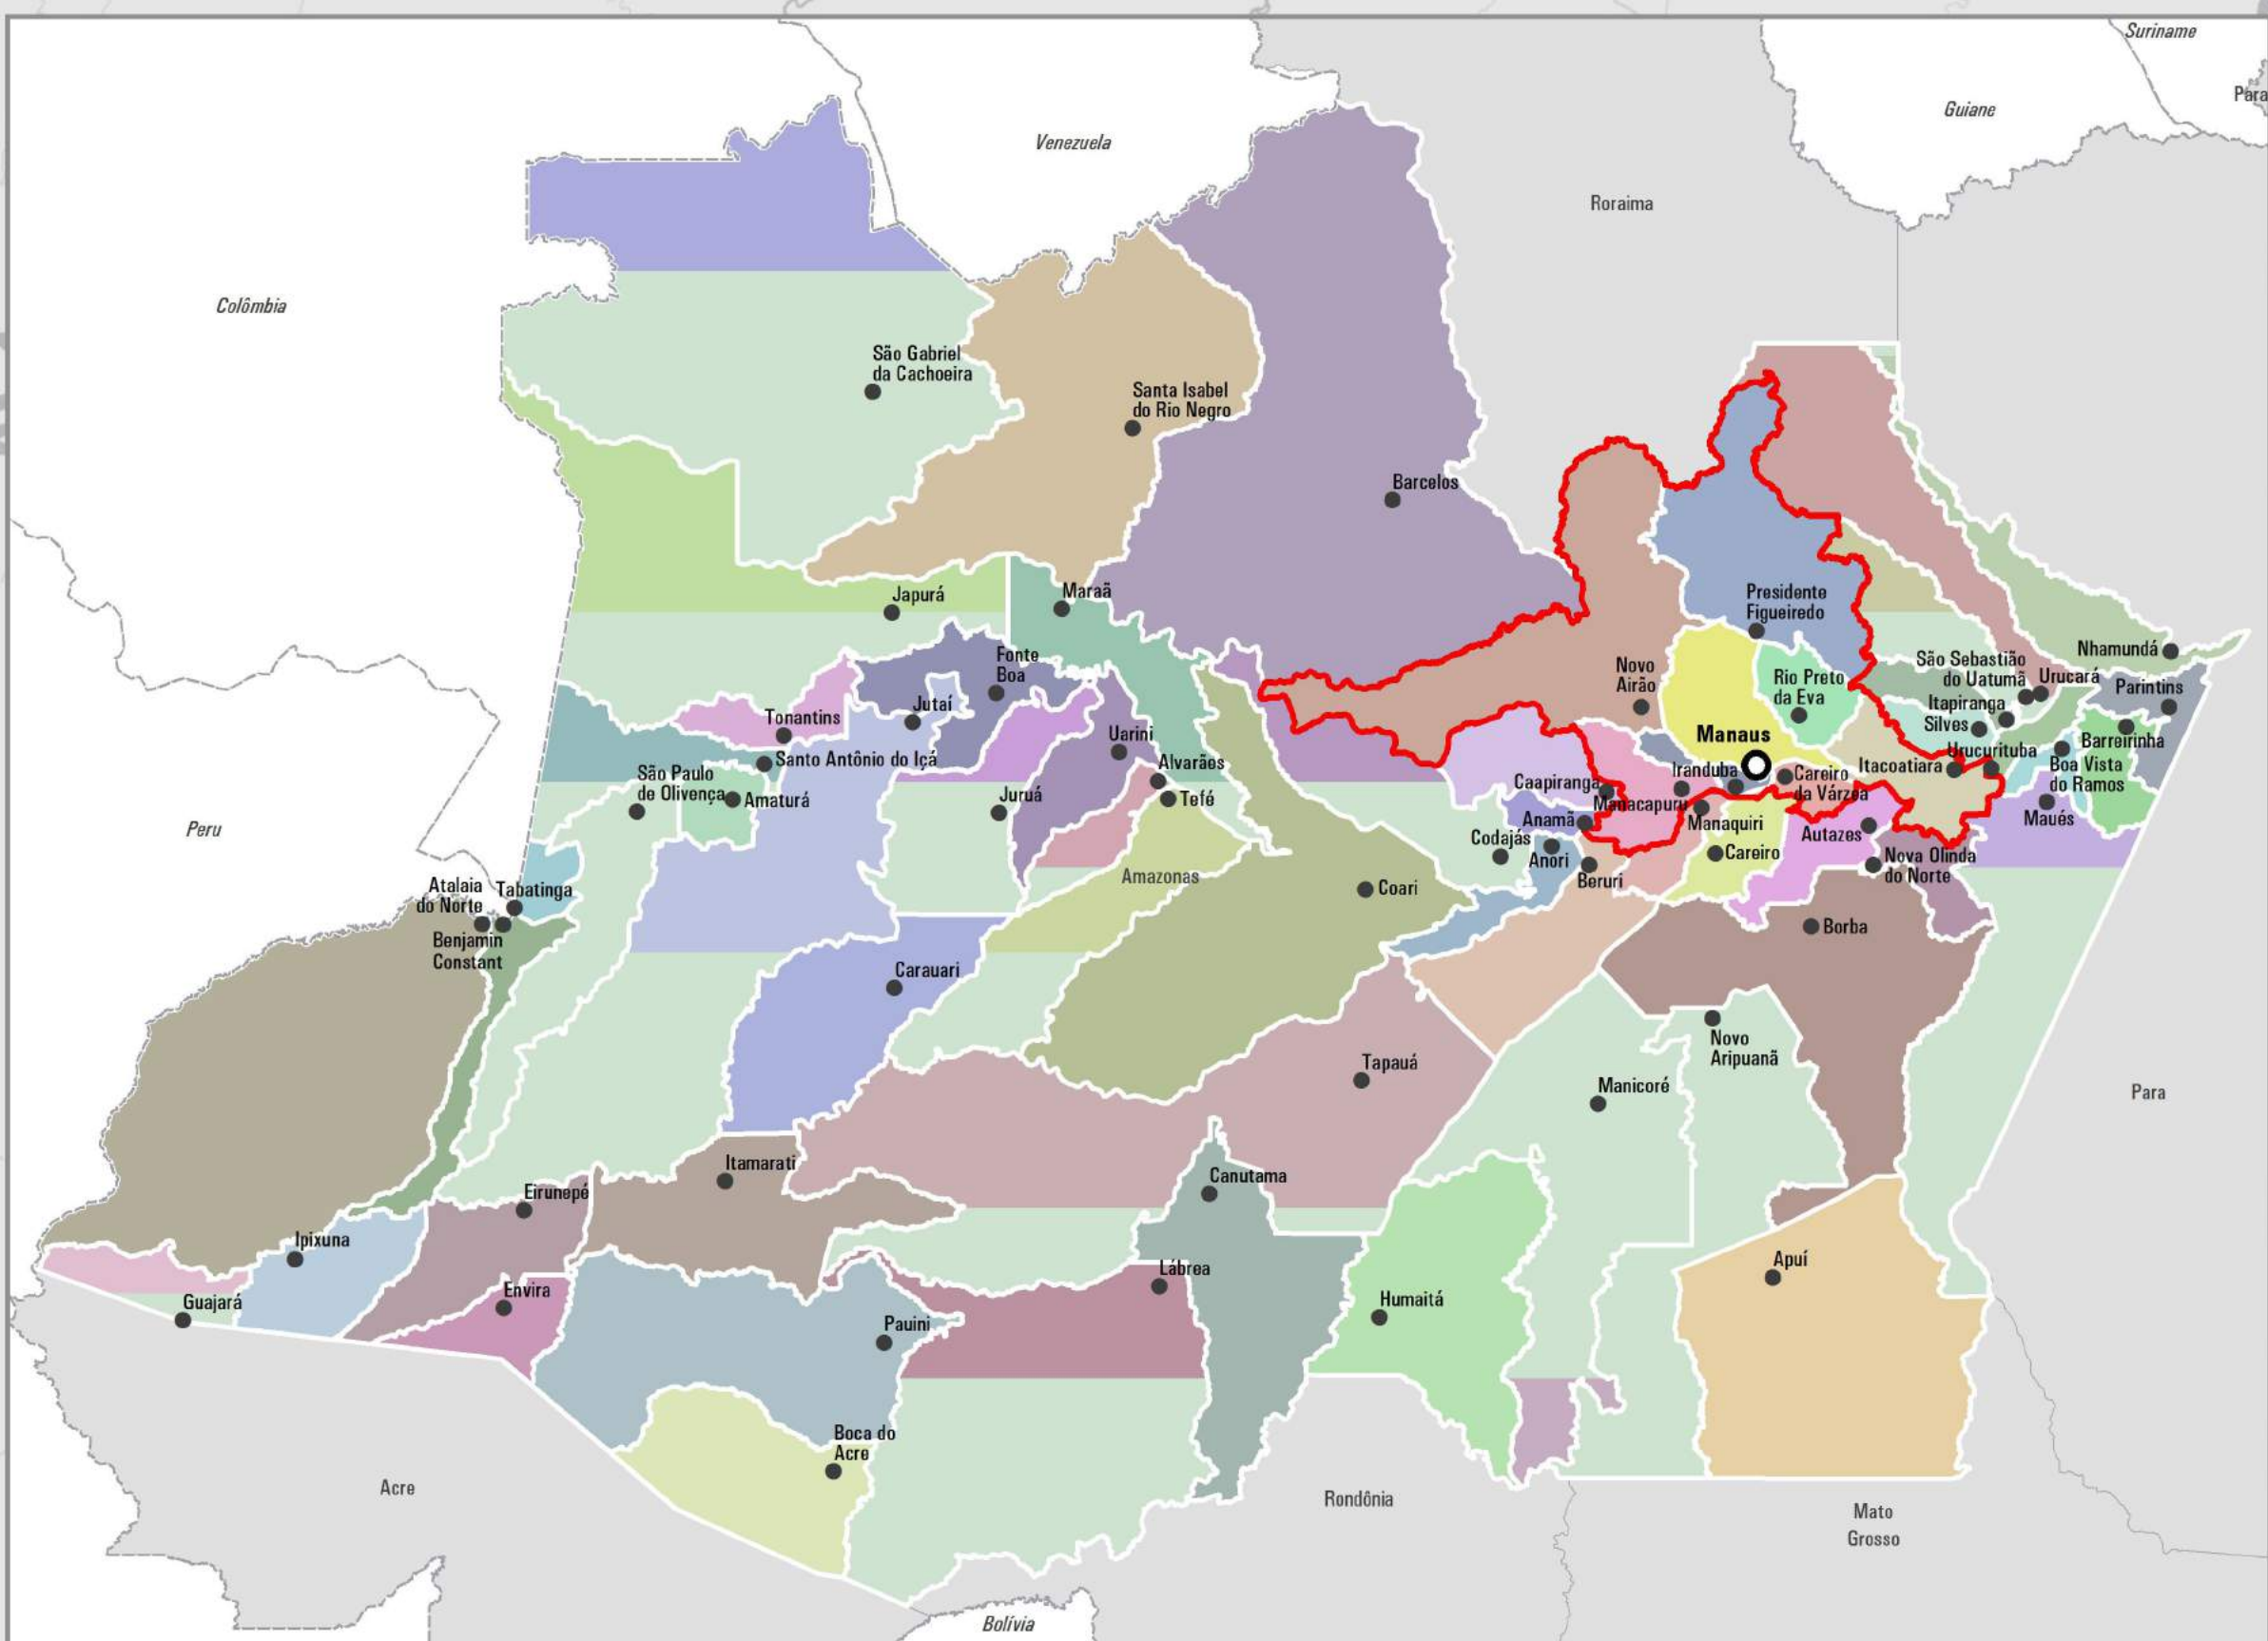 Suriname
Para
Guiane
Venezuela
Roraima
Colômbia
São Gabriel
da Cachoeira
Santa Isabel
do Rio Negro
Barcelos
Japurá
Maraã
Presidente
Figueiredo
Nhamundá
Fonte
Boa
Novo
Airão
Rio Preto
da Eva
São Sebastião
do Uatumã
Urucará
Parintins
Jutaí
Itapiranga
Silves
Tonantins
Uarini
Manaus
Barreirinha
Santo Antônio do Içá
Alvarães
Urucurituba
Itacoatiara
Boa Vista
do Ramos
São Paulo
de Olivença
Amaturá
Juruá
Tefé
Caapiranga
Iranduba
Careiro
da Várzea
Manacapuru
Maués
Peru
Anamã
Manaquiri
Autazes
Codajás
Anori
Careiro
Nova Olinda
do Norte
Amazonas
Coari
Beruri
Atalaia
do Norte
Tabatinga
Benjamin
Constant
Borba
Carauari
Novo
Aripuanã
Tapauá
Manicoré
Para
Itamarati
Canutama
Eirunepé
Ipixuna
Lábrea
Apuí
Guajará
Envira
Pauini
Humaitá
Boca do
Acre
Acre
Rondônia
Mato
Grosso
Bolívia